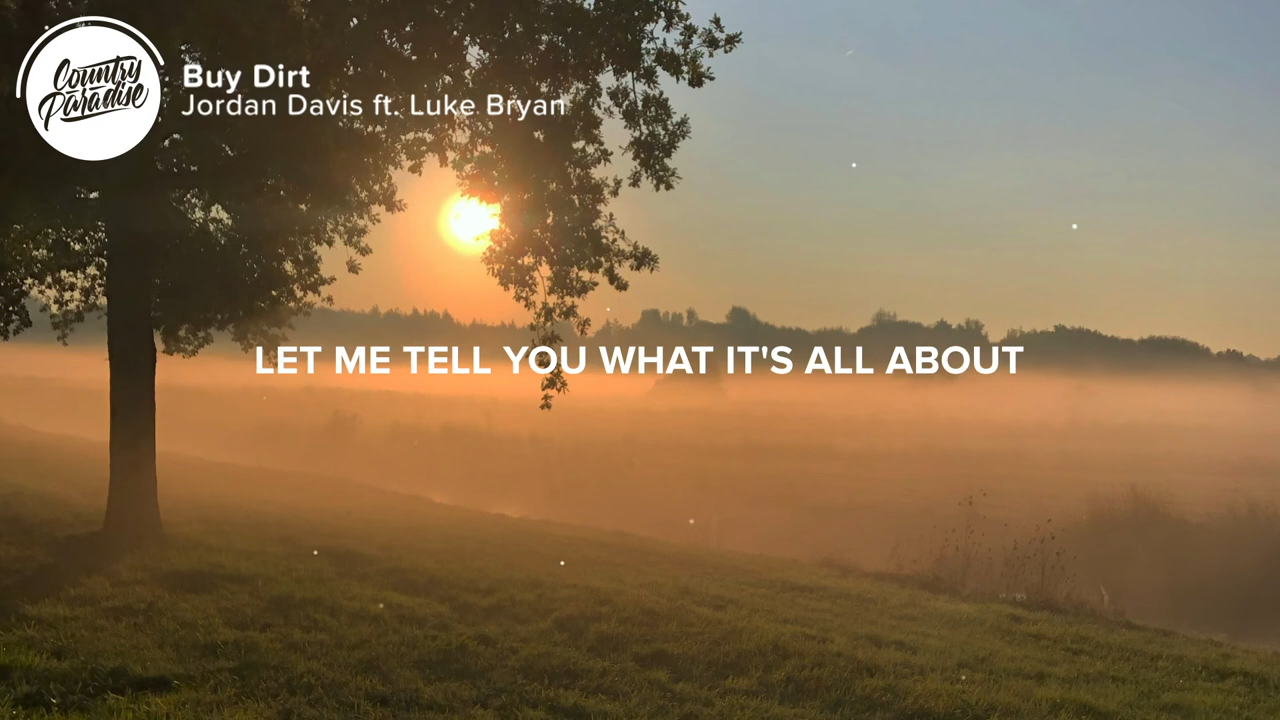 Country
Paradise
Buy Dirt
Jordan Davis ft. Luke Bryan
LET ME TELL YOU WHAT IT'S ALL ABOUT